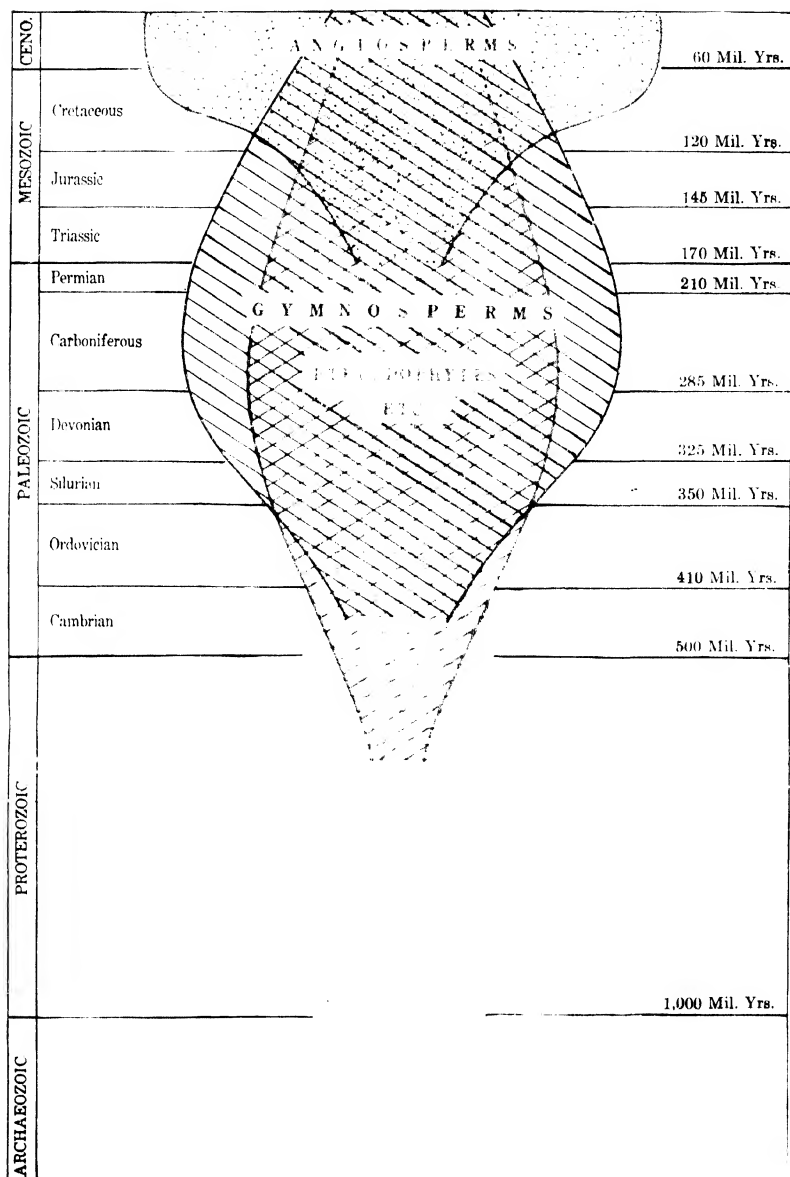 CENO.
ANGIOSPERMS
60 Mil. Yrs.
MESOZOIC
Cretaceous
120 Mil. Yrs.
Jurassic
145 Mil. Yrs.
Triassic
170 Mil. Yrs.
PALEOZOIC
Permian
210 Mil. Yrs.
GYMNOSPERMS
Carboniferous
285 Mil. Yrs.
ETC
Devonian
325 Mil. Yrs.
Silurian
350 Mil. Yrs.
Ordovician
410 Mil. Yrs.
Cambrian
500 Mil. Yrs.
PROTEROZOIC
1,000 Mil. Yrs.
ARCHAEOZOIC